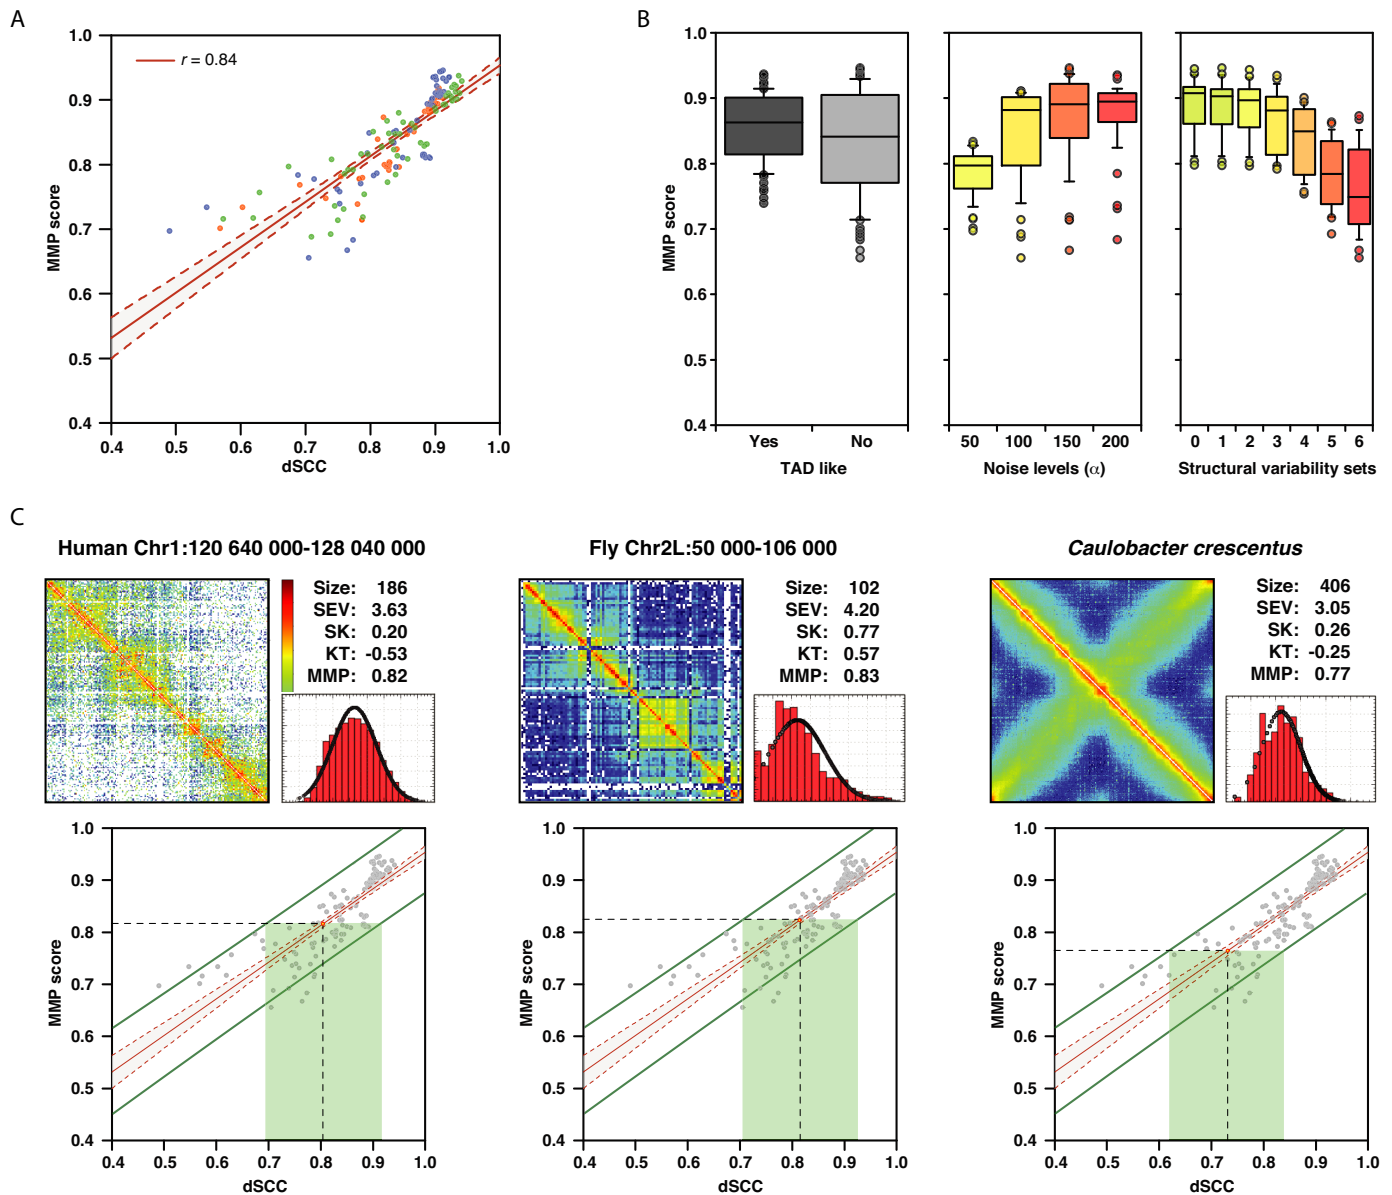 A
B
1.0
0.9
0.8
0.7
0.6
0.5
0.4
MMP score
r = 0.84
0.4 0.5 0.6 0.7 0.8 0.9 1.0
dSCC
1.0
0.9
0.8
0.7
0.6
0.5
0.4
MMP score
Yes No
TAD like
50 100 150 200
Noise levels (α)
0 1 2 3 4 5 6
Structural variability sets
C
Human Chr1:120 640 000-128 040 000
Size: 186
SEV: 3.63
SK: 0.20
KT: -0.53
MMP: 0.82
1.0
0.9
0.8
0.7
0.6
0.5
0.4
MMP score
0.4 0.5 0.6 0.7 0.8 0.9 1.0
dSCC
Fly Chr2L:50 000-106 000
Size: 102
SEV: 4.20
SK: 0.77
KT: 0.57
MMP: 0.83
1.0
0.9
0.8
0.7
0.6
0.5
0.4
MMP score
0.4 0.5 0.6 0.7 0.8 0.9 1.0
dSCC
Caulobacter crescentus
Size: 406
SEV: 3.05
SK: 0.26
KT: -0.25
MMP: 0.77
1.0
0.9
0.8
0.7
0.6
0.5
0.4
MMP score
0.4 0.5 0.6 0.7 0.8 0.9 1.0
dSCC